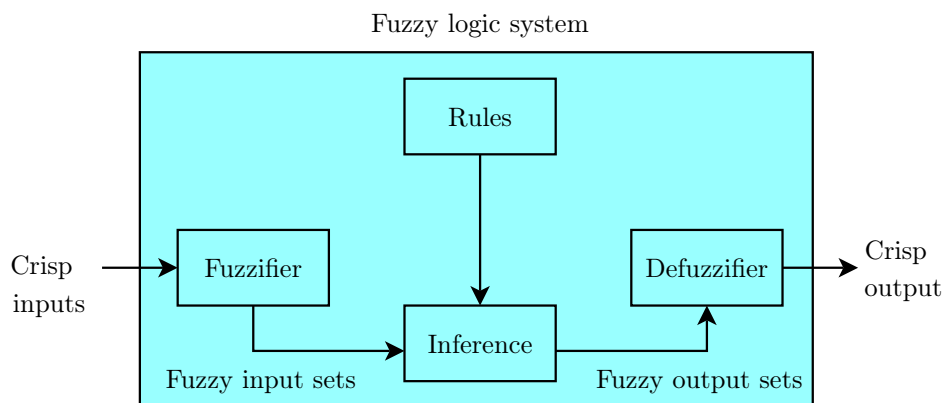 Fuzzy logic system
Rules
Crisp
inputs
Fuzzifier
Defuzzifier
Crisp
output
Inference
Fuzzy input sets
Fuzzy output sets